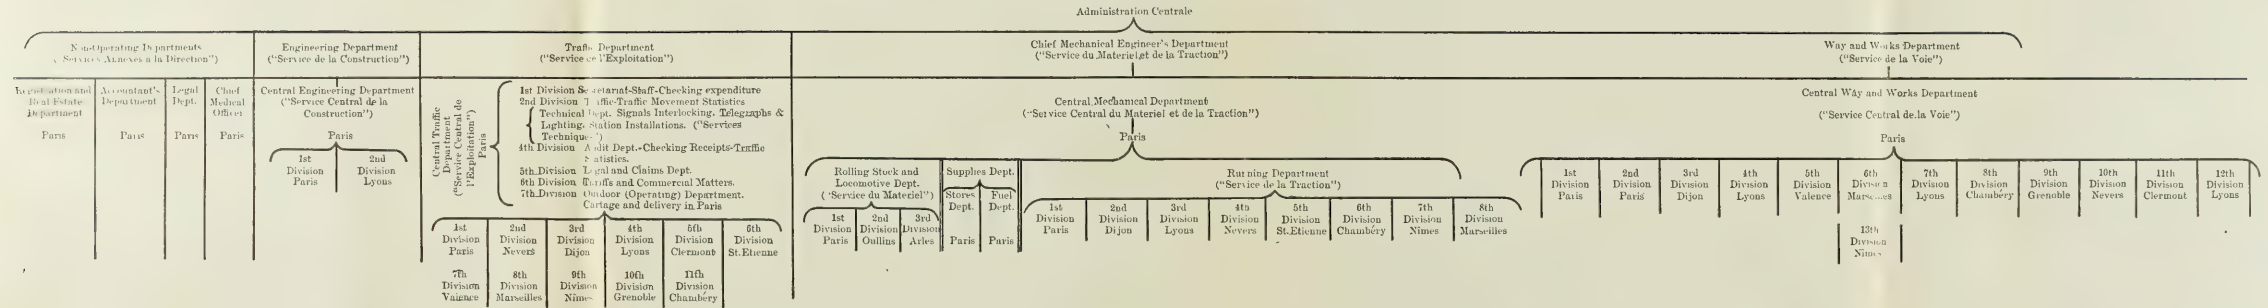 Administration Centrale
Non-Operating Departments
("Services Annexes a la Direction")
Engineering Department
("Service de la Construction")
Traffic Department
("Service de l'Exploitation")
Chief Mechanical Engineer's Department
("Service du Materiel et de la Traction")
Way and Works Department
("Service de la Voie")
Registration and
Real Estate
Department
Paris
Accountant's
Department
Paris
Legal
Dept.
Paris
Chief
Medical
Officer
Paris
Central Engineering Department
("Service Central de la
Construction")
Paris
1st
Division
Paris
2nd
Division
Lyons
Central Traffic
Department
("Service Central de
l'Exploitation")
Paris
1st Division Secretariat-Staff-Checking expenditure
2nd Division Traffic-Traffic Movement Statistics
Technical Dept. Signals Interlocking. Telegraphs &
Lighting. Station Installations. ("Services
Technique")
4th Division Audit Dept.-Checking Receipts-Traffic
Statistics.
5th Division Legal and Claims Dept.
6th Division Tariffs and Commercial Matters.
7th Division Outdoor (Operating) Department.
Cartage and delivery in Paris
1st
Division
Paris
2nd
Division
Nevers
3rd
Division
Dijon
4th
Division
Lyons
5th
Division
Clermont
6th
Division
St. Etienne
7th
Division
Valence
8th
Division
Marseilles
9th
Division
Nîmes
10th
Division
Grenoble
11th
Division
Chambéry
Central Mechanical Department
("Service Central du Materiel et de la Traction")
Paris
Rolling Stock and
Locomotive Dept.
("Service du Materiel")
1st
Division
Paris
2nd
Division
Oullins
3rd
Division
Arles
Supplies Dept.
Stores
Dept.
Paris
Fuel
Dept.
Paris
Running Department
("Service de la Traction")
1st
Division
Paris
2nd
Division
Dijon
3rd
Division
Lyons
4th
Division
Nevers
5th
Division
St. Etienne
6th
Division
Chambéry
7th
Division
Nîmes
8th
Division
Marseilles
Central Way and Works Department
("Service Central de la Voie")
Paris
1st
Division
Paris
2nd
Division
Paris
3rd
Division
Dijon
4th
Division
Lyons
5th
Division
Valence
6th
Division
Marseilles
7th
Division
Lyons
8th
Division
Chambéry
9th
Division
Grenoble
10th
Division
Nevers
11th
Division
Clermont
12th
Division
Lyons
13th
Division
Nîmes